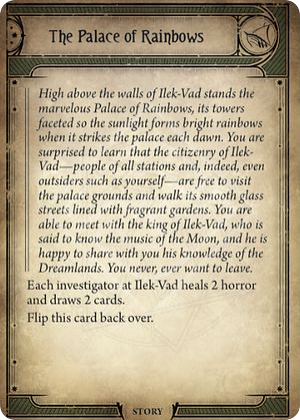 The Palace of Rainbows
High above the walls of Ilek-Vad stands the
marvelous Palace of Rainbows, its towers
faceted so the sunlight forms bright rainbows
when it strikes the palace each dawn. You are
surprised to learn that the citizenry of Ilek-
Vad—people of all stations and, indeed, even
outsiders such as yourself—are free to visit
the palace grounds and walk its smooth glass
streets lined with fragrant gardens. You are
able to meet with the king of Ilek-Vad, who is
said to know the music of the Moon, and he is
happy to share with you his knowledge of the
Dreamlands. You never, ever want to leave.
Each investigator at Ilek-Vad heals 2 horror
and draws 2 cards.
Flip this card back over.
STORY